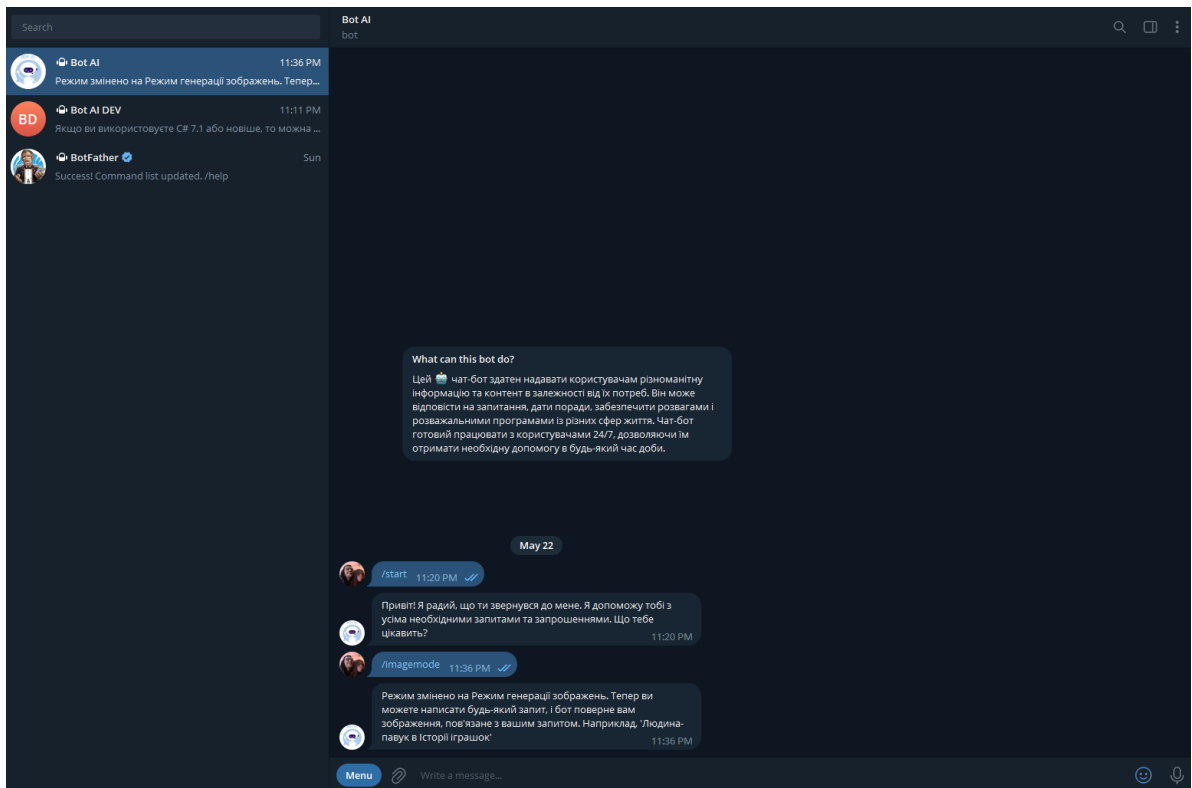 Search
Bot AI
11:36 PM
Режим змінено на Режим генерації зображень. Тепер...
BD
Bot AI DEV
11:11 PM
Якщо ви використовуєте C# 7.1 або новіше, то можна ...
BotFather
Sun
Success! Command list updated. /help
Bot AI
bot
What can this bot do?
Цей 🤖 чат-бот здатен надавати користувачам різноманітну
інформацію та контент в залежності від їх потреб. Він може
відповісти на запитання, дати поради, забезпечити розвагами і
розважальними програмами із різних сфер життя. Чат-бот
готовий працювати з користувачами 24/7, дозволяючи їм
отримати необхідну допомогу в будь-який час доби.
May 22
/start 11:20 PM
Привіт! Я радий, що ти звернувся до мене. Я допоможу тобі з
усіма необхідними запитами та запрошеннями. Що тебе
цікавить?
11:20 PM
/imagemode 11:36 PM
Режим змінено на Режим генерації зображень. Тепер ви
можете написати будь-який запит, і бот поверне вам
зображення, пов'язане з вашим запитом. Наприклад, 'Людина-
павук в Історії іграшок'
11:36 PM
Menu
Write a message...